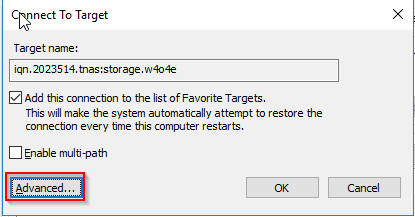 Connect To Target
Target name:
iqn.2023514.tnas:storage.w4o4e
Add this connection to the list of Favorite Targets.
This will make the system automatically attempt to restore the
connection every time this computer restarts.
Enable multi-path
Advanced... OK Cancel